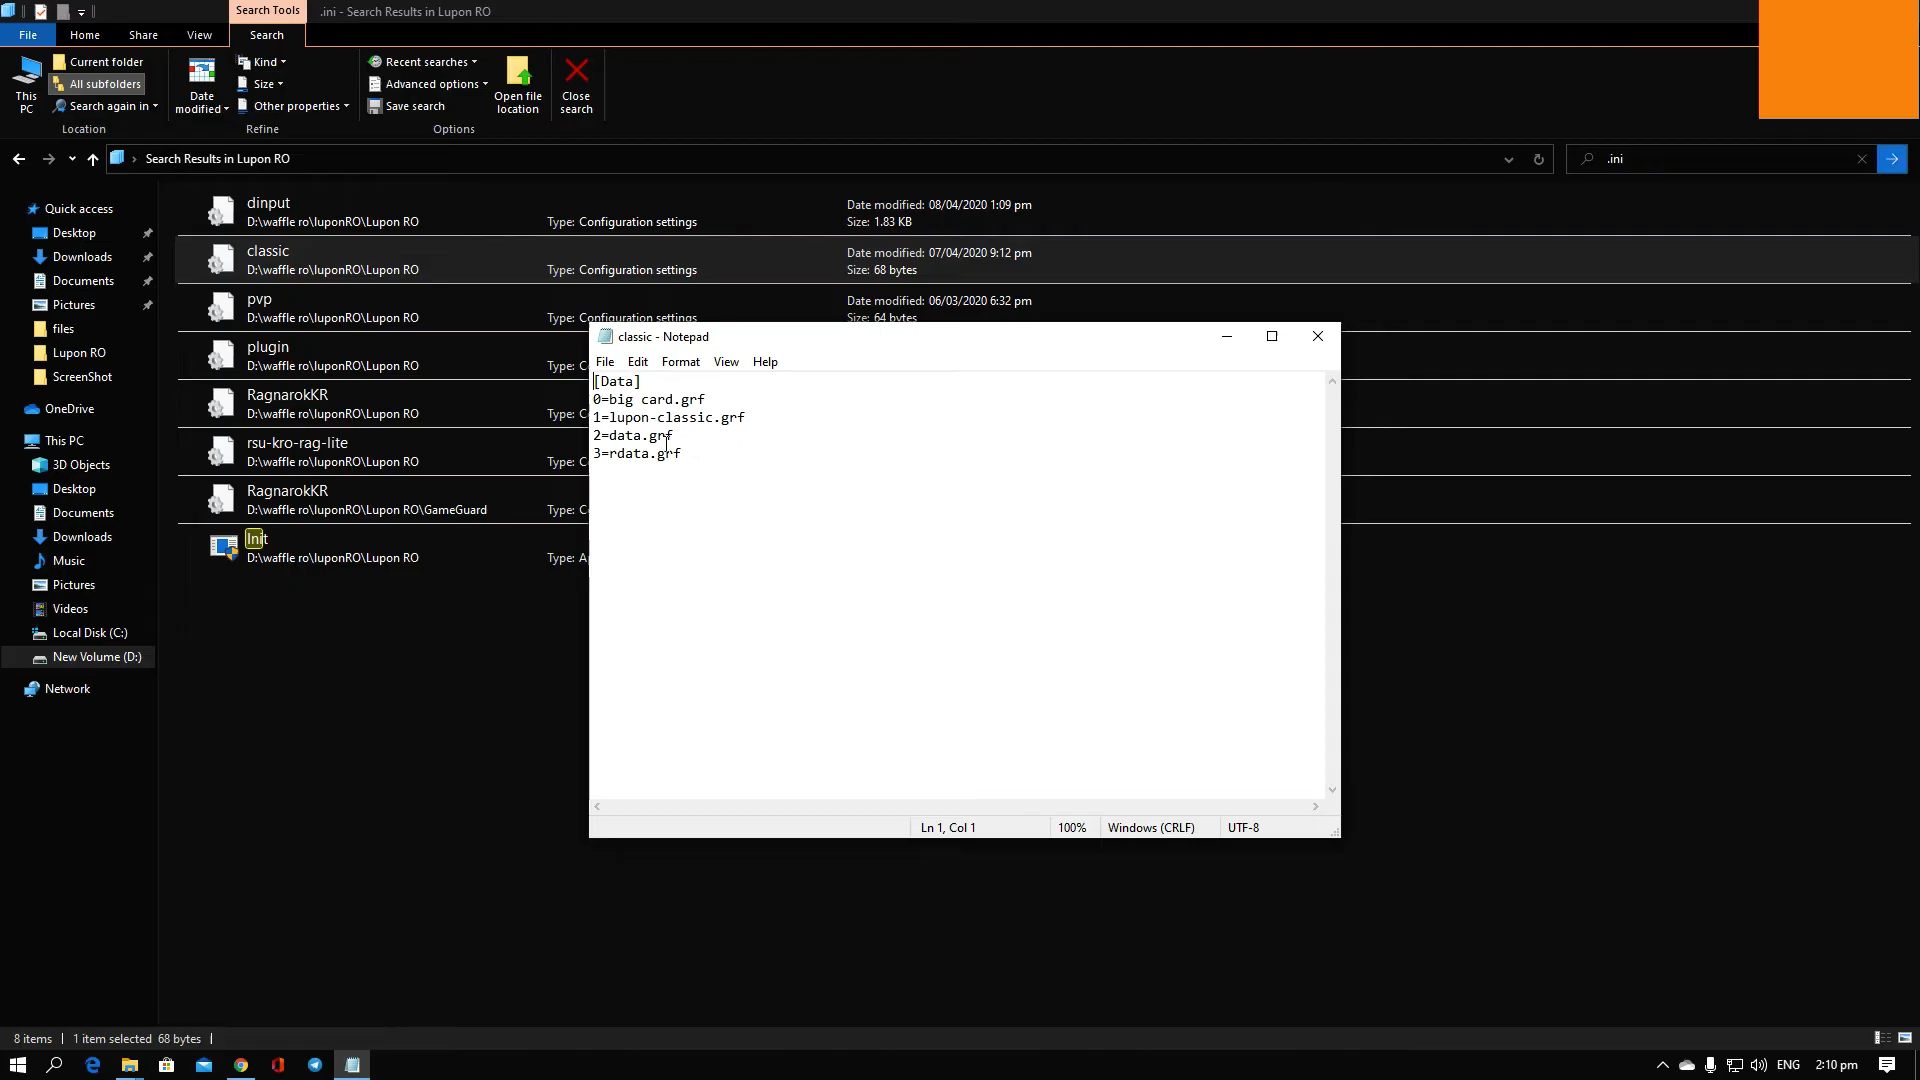 Search Tools
.ini - Search Results in Lupon RO
File
Home
Share
View
Search
This PC
Current folder
All subfolders
Search again in
Location
Date modified
Kind
Size
Other properties
Refine
Recent searches
Advanced options
Save search
Options
Open file location
Close search
Search Results in Lupon RO
.ini
Quick access
Desktop
Downloads
Documents
Pictures
files
Lupon RO
ScreenShot
OneDrive
This PC
3D Objects
Desktop
Documents
Downloads
Music
Pictures
Videos
Local Disk (C:)
New Volume (D:)
Network
dinput
D:\waffle ro\luponRO\Lupon RO
Type: Configuration settings
Date modified: 08/04/2020 1:09 pm
Size: 1.83 KB
classic
D:\waffle ro\luponRO\Lupon RO
Type: Configuration settings
Date modified: 07/04/2020 9:12 pm
Size: 68 bytes
pvp
D:\waffle ro\luponRO\Lupon RO
Type: Configuration settings
Date modified: 06/03/2020 6:32 pm
Size: 64 bytes
plugin
D:\waffle ro\luponRO\Lupon RO
Type: C
RagnarokKR
D:\waffle ro\luponRO\Lupon RO
Type: C
rsu-kro-rag-lite
D:\waffle ro\luponRO\Lupon RO
Type: C
RagnarokKR
D:\waffle ro\luponRO\Lupon RO\GameGuard
Type: C
Init
D:\waffle ro\luponRO\Lupon RO
Type: A
classic - Notepad
File Edit Format View Help
[Data]
0=big card.grf
1=lupon-classic.grf
2=data.grf
3=rdata.grf
Ln 1, Col 1
100%
Windows (CRLF)
UTF-8
8 items
1 item selected 68 bytes
ENG
2:10 pm